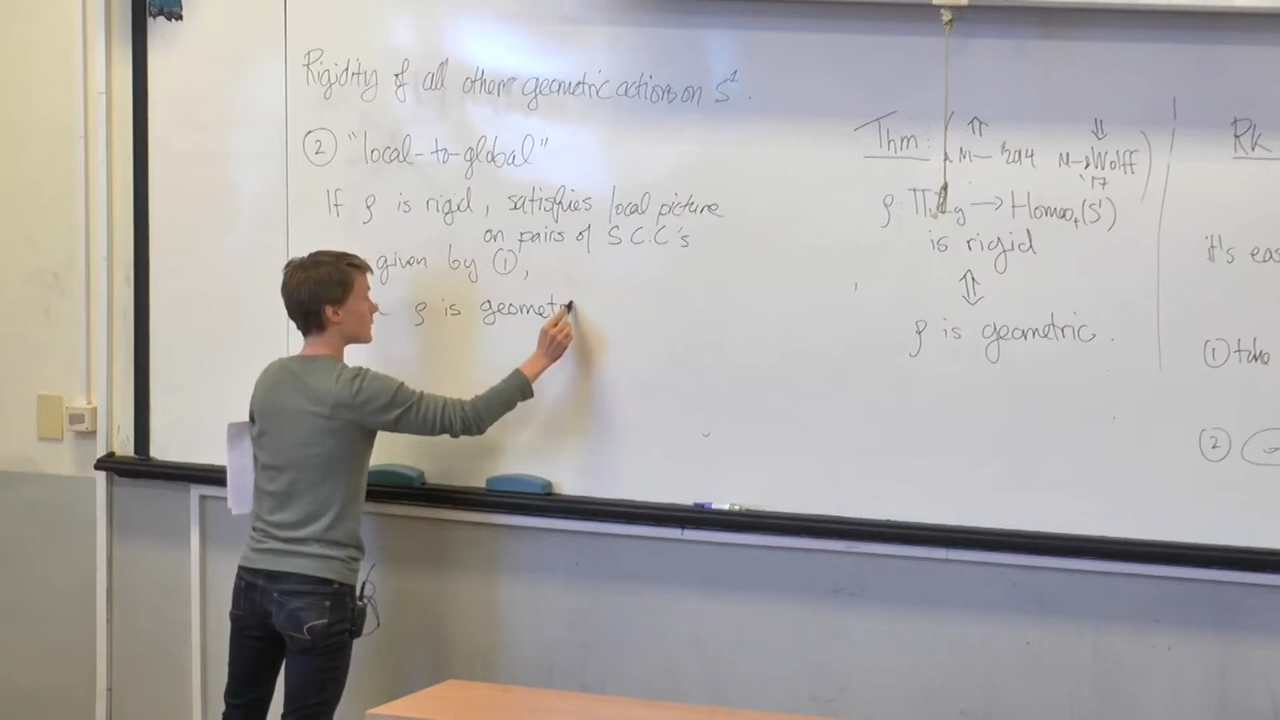 Rigidity of all other geometric actions on S¹.
② "local-to-global"
If ρ is rigid, satisfies local picture
on pairs of S.C.C's
given by ①,
ρ is geometr
Thm: ( ⇑ ⇓ )
M— '2014 M—Wolff
'17
ρ: π₁Σg → Homeo₊(S¹)
is rigid
⇕
ρ is geometric.
Rk
it's eas
① take
②